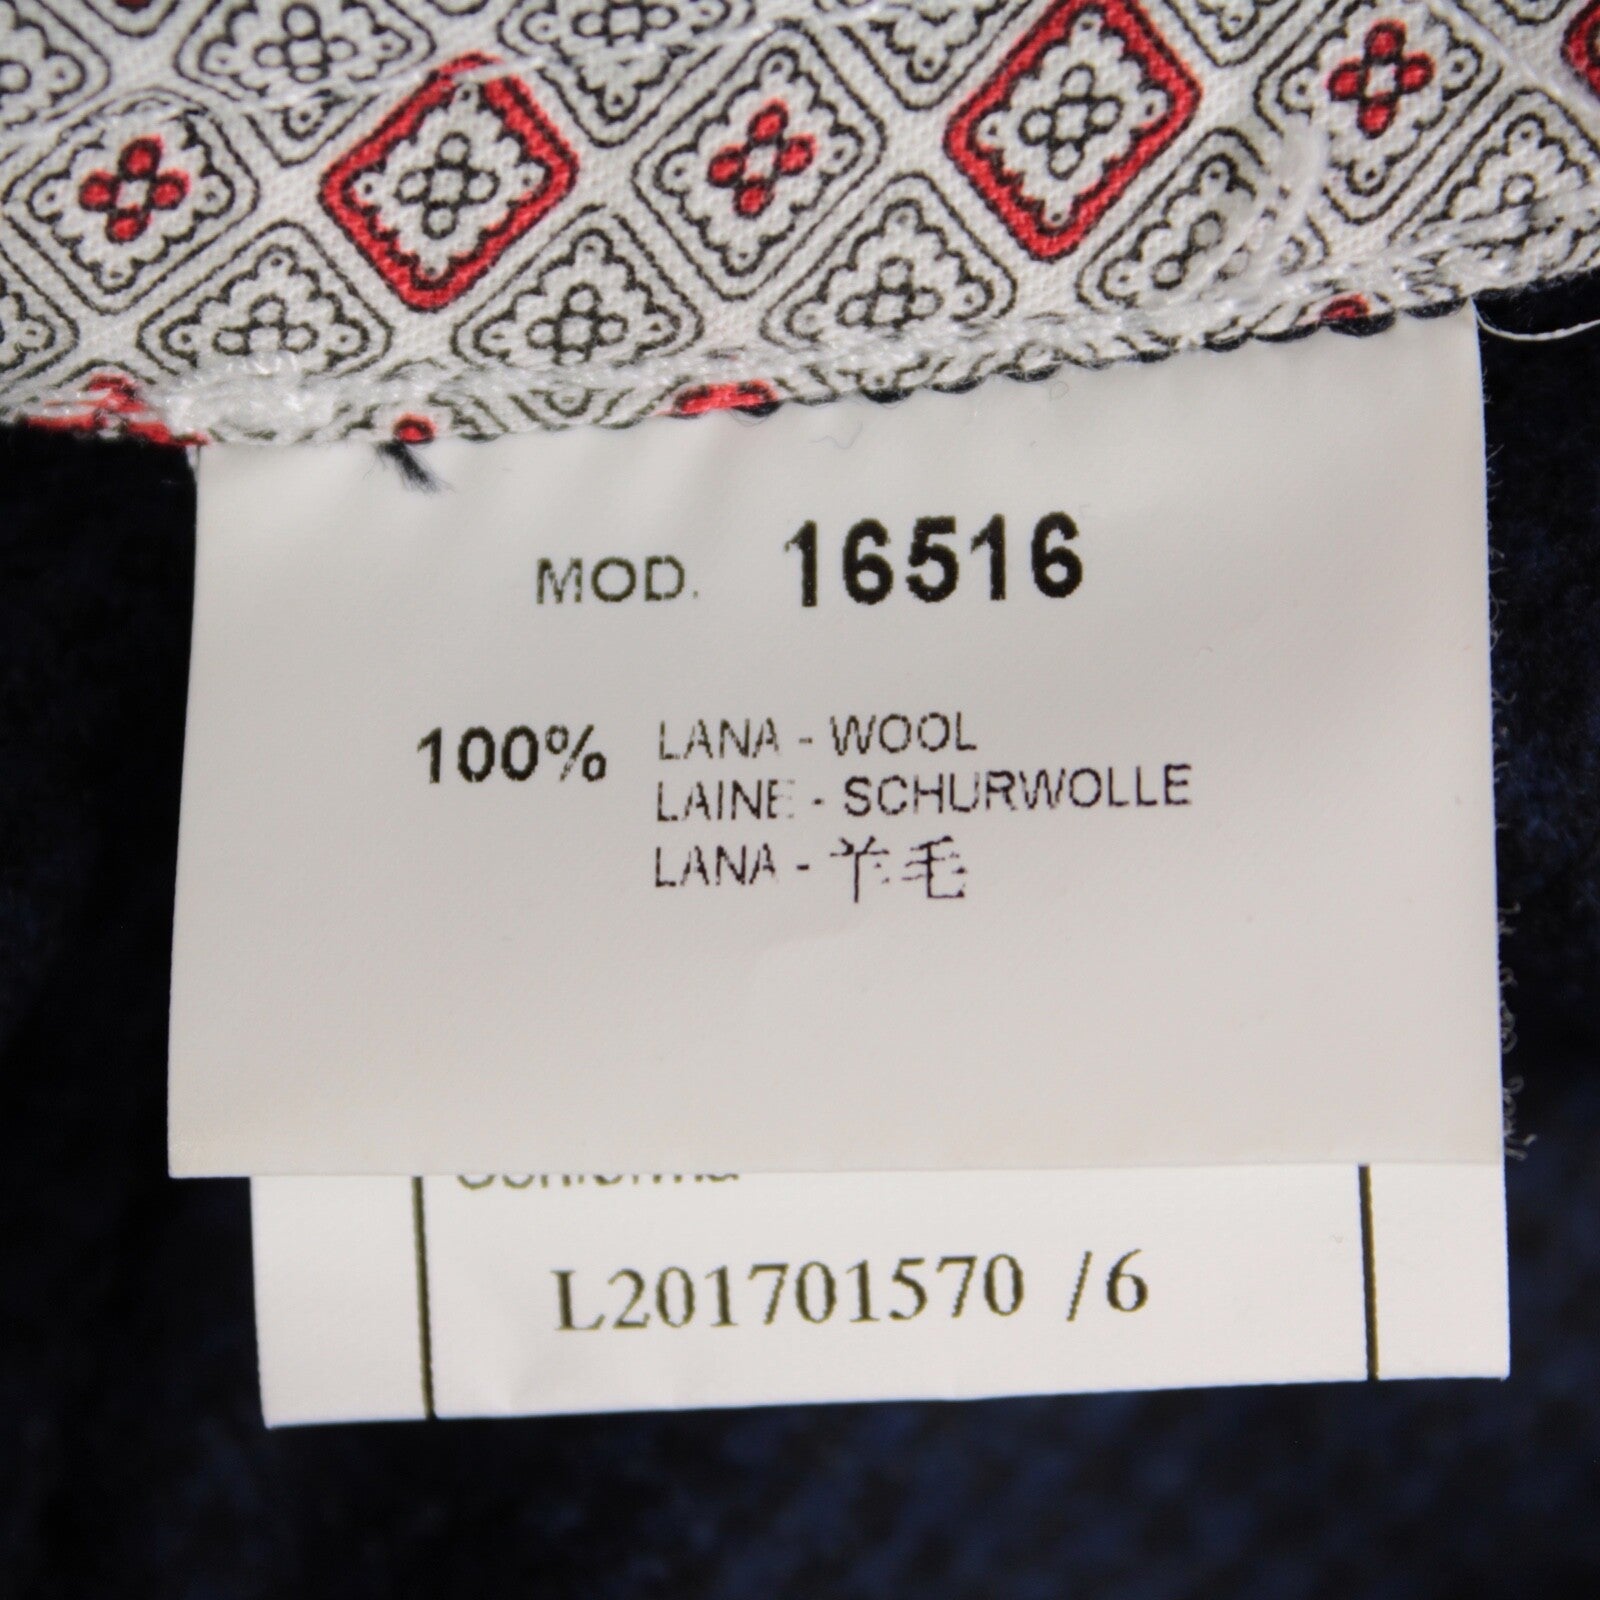 MOD. 16516
100% LANA - WOOL
LAINE - SCHURWOLLE
LANA - 羊毛
L201701570 /6